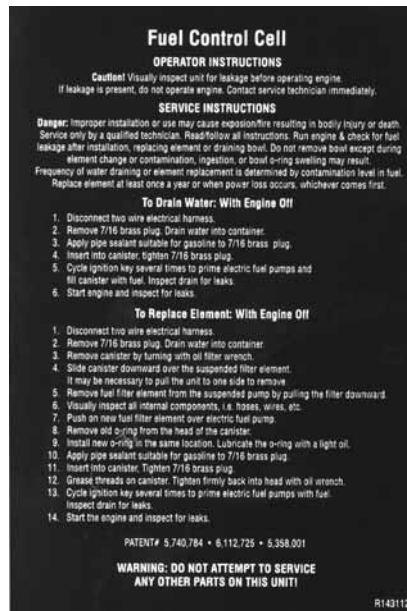 Fuel Control Cell
OPERATOR INSTRUCTIONS
Caution! Visually inspect unit for leakage before operating engine.
If leakage is present, do not operate engine. Contact service technician immediately.
SERVICE INSTRUCTIONS
Danger: Improper installation or use may cause explosion/fire resulting in bodily injury or death.
Service only by a qualified technician. Read/follow all instructions. Run engine & check for fuel
leakage after installation, replacing element or draining bowl. Do not remove bowl except during
element change or contamination, ingestion, or bowl o-ring swelling may result.
Frequency of water draining or element replacement is determined by contamination level in fuel.
Replace element at least once a year or when power loss occurs, whichever comes first.
To Drain Water: With Engine Off
1. Disconnect two wire electrical harness.
2. Remove 7/16 brass plug. Drain water into container.
3. Apply pipe sealant suitable for gasoline to 7/16 brass plug.
4. Insert into canister, tighten 7/16 brass plug.
5. Cycle ignition key several times to prime electric fuel pumps and
fill canister with fuel. Inspect drain for leaks.
6. Start engine and inspect for leaks.
To Replace Element: With Engine Off
1. Disconnect two wire electrical harness.
2. Remove 7/16 brass plug. Drain water into container
3. Remove canister by turning with oil filter wrench.
4. Slide canister downward over the suspended filter element.
It may be necessary to pull the unit to one side to remove
5. Remove fuel filter element from the suspended pump by pulling the filter downward.
6. Visually inspect all internal components, i.e. hoses, wires, etc.
7. Push on new fuel filter element over electric fuel pump.
8. Remove old o-ring from the head of the canister.
9. Install new o-ring in the same location. Lubricate the o-ring with a light oil.
10. Apply pipe sealant suitable for gasoline to 7/16 brass plug.
11. Insert into canister, Tighten 7/16 brass plug.
12. Grease threads on canister. Tighten firmly back into head with oil wrench.
13. Cycle ignition key several times to prime electric fuel pumps with fuel.
Inspect drain for leaks.
14. Start the engine and inspect for leaks.
PATENT# 5,740,784 • 6,112,725 • 5,358,001
WARNING: DO NOT ATTEMPT TO SERVICE
ANY OTHER PARTS ON THIS UNIT!